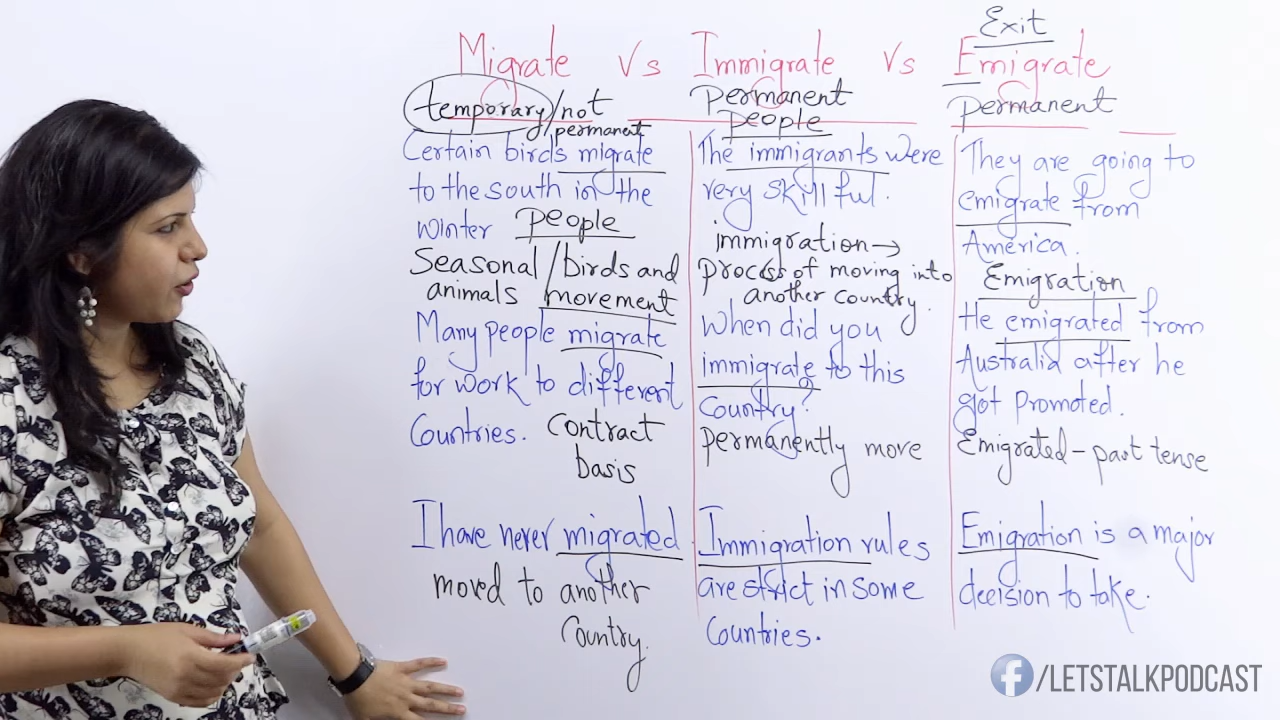 Exit
Migrate Vs Immigrate Vs Emigrate
temporary/not
permanent
Certain birds migrate
to the south in the
winter people
Seasonal/birds and
animals movement
Many people migrate
for work to different
Countries. Contract
basis
I have never migrated
moved to another
Country.
Permanent
people
The immigrants were
very skillful.
immigration→
process of moving into
another country.
When did you
immigrate to this
Country?
permanently move
Immigration rules
are strict in some
Countries.
Permanent
They are going to
emigrate from
America.
Emigration
He emigrated from
Australia after he
got promoted.
Emigrated - past tense
Emigration is a major
decision to take.
f/LETSTALKPODCAST